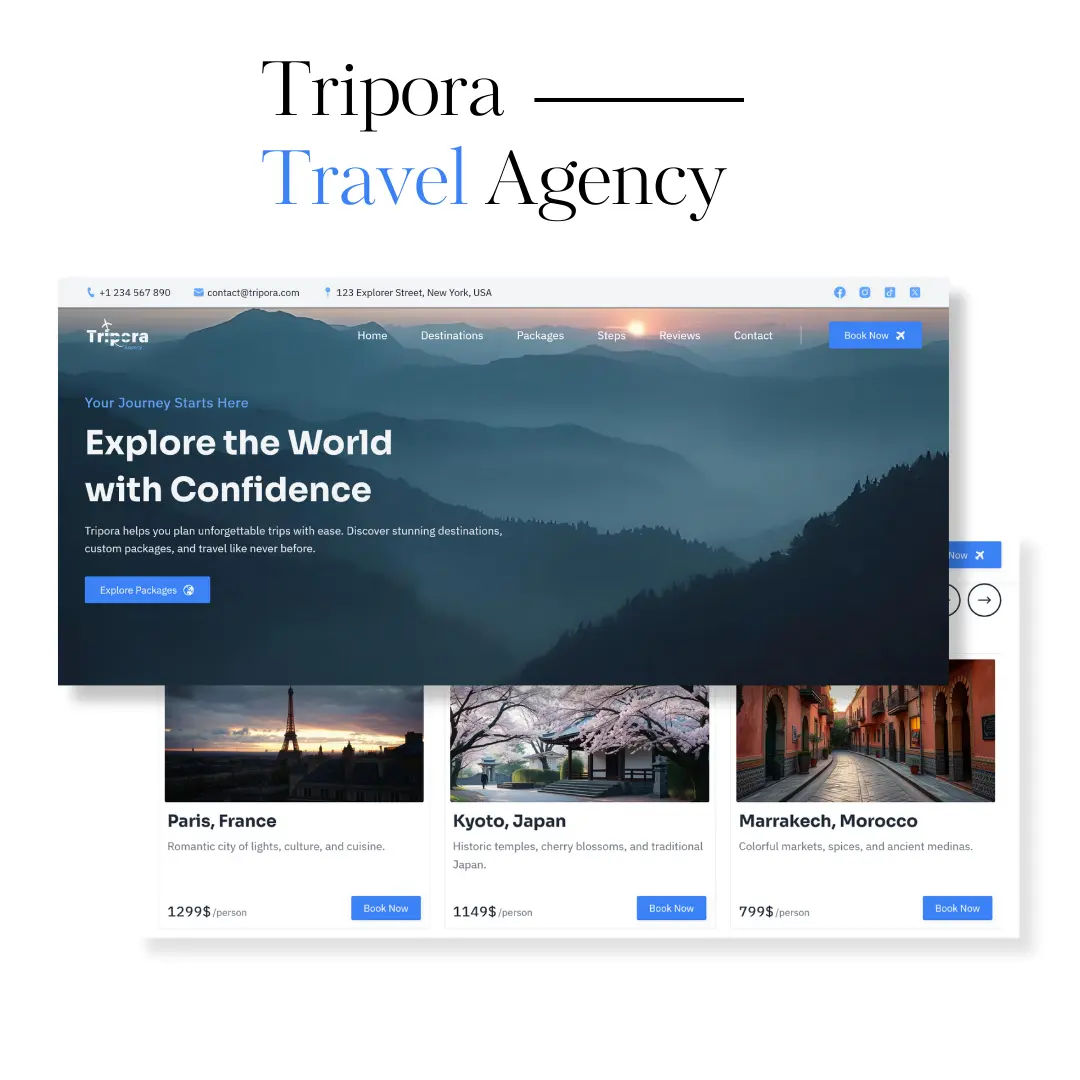 Tripora
Travel Agency
+1 234 567 890 contact@tripora.com 123 Explorer Street, New York, USA
Tripora
Agency
Home Destinations Packages Steps Reviews Contact Book Now
Your Journey Starts Here
Explore the World
with Confidence
Tripora helps you plan unforgettable trips with ease. Discover stunning destinations,
custom packages, and travel like never before.
Explore Packages
Now
Paris, France
Romantic city of lights, culture, and cuisine.
1299$ /person Book Now
Kyoto, Japan
Historic temples, cherry blossoms, and traditional
Japan.
1149$ /person Book Now
Marrakech, Morocco
Colorful markets, spices, and ancient medinas.
799$ /person Book Now